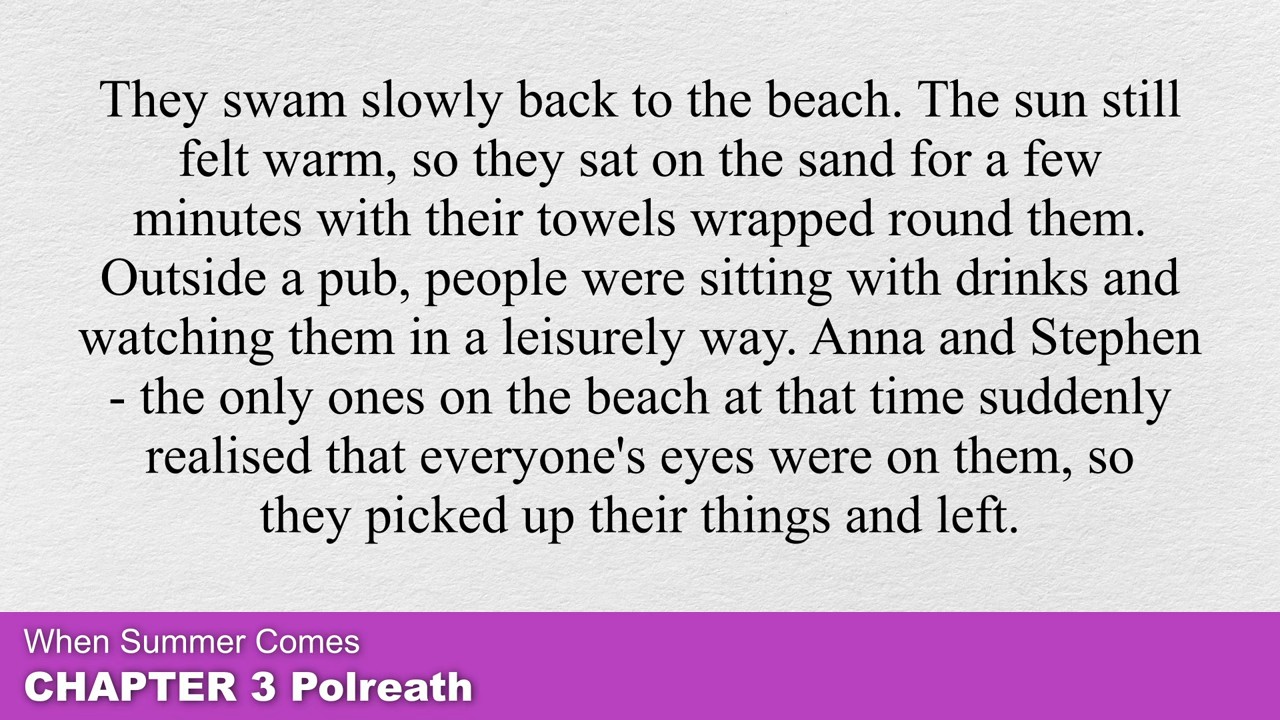 They swam slowly back to the beach. The sun still
felt warm, so they sat on the sand for a few
minutes with their towels wrapped round them.
Outside a pub, people were sitting with drinks and
watching them in a leisurely way. Anna and Stephen
- the only ones on the beach at that time suddenly
realised that everyone's eyes were on them, so
they picked up their things and left.
When Summer Comes
CHAPTER 3 Polreath